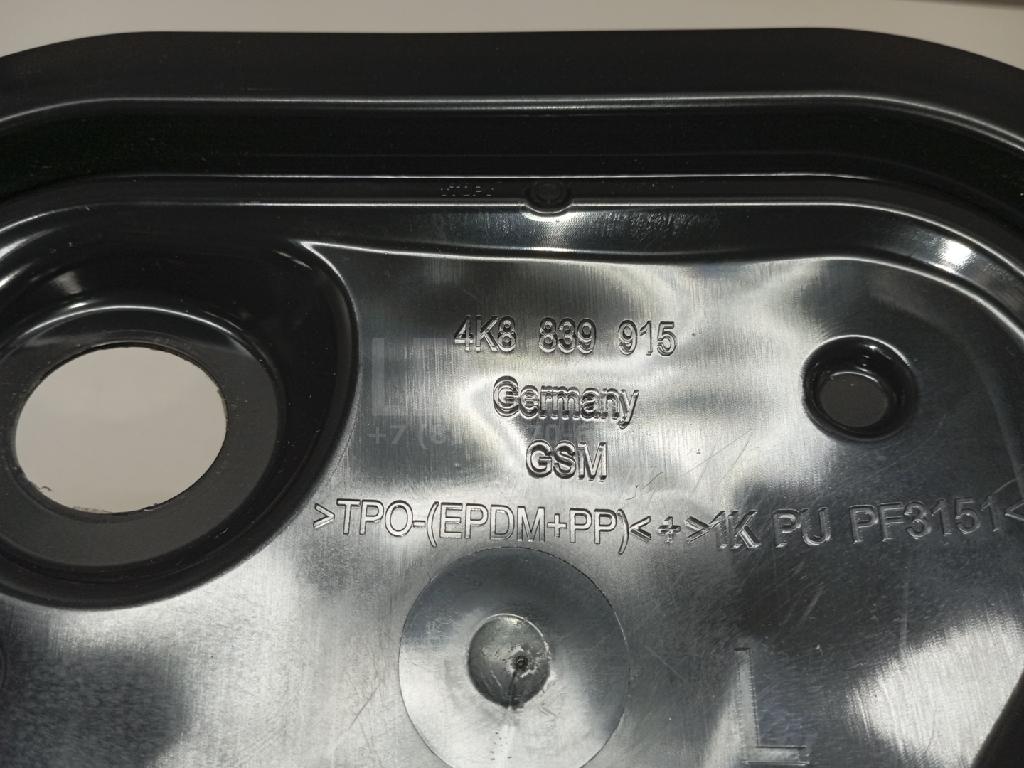 4K8 839 915
Germany
GSM
>TPO-(EPDM+PP)<+>1K PU PF3151<
L